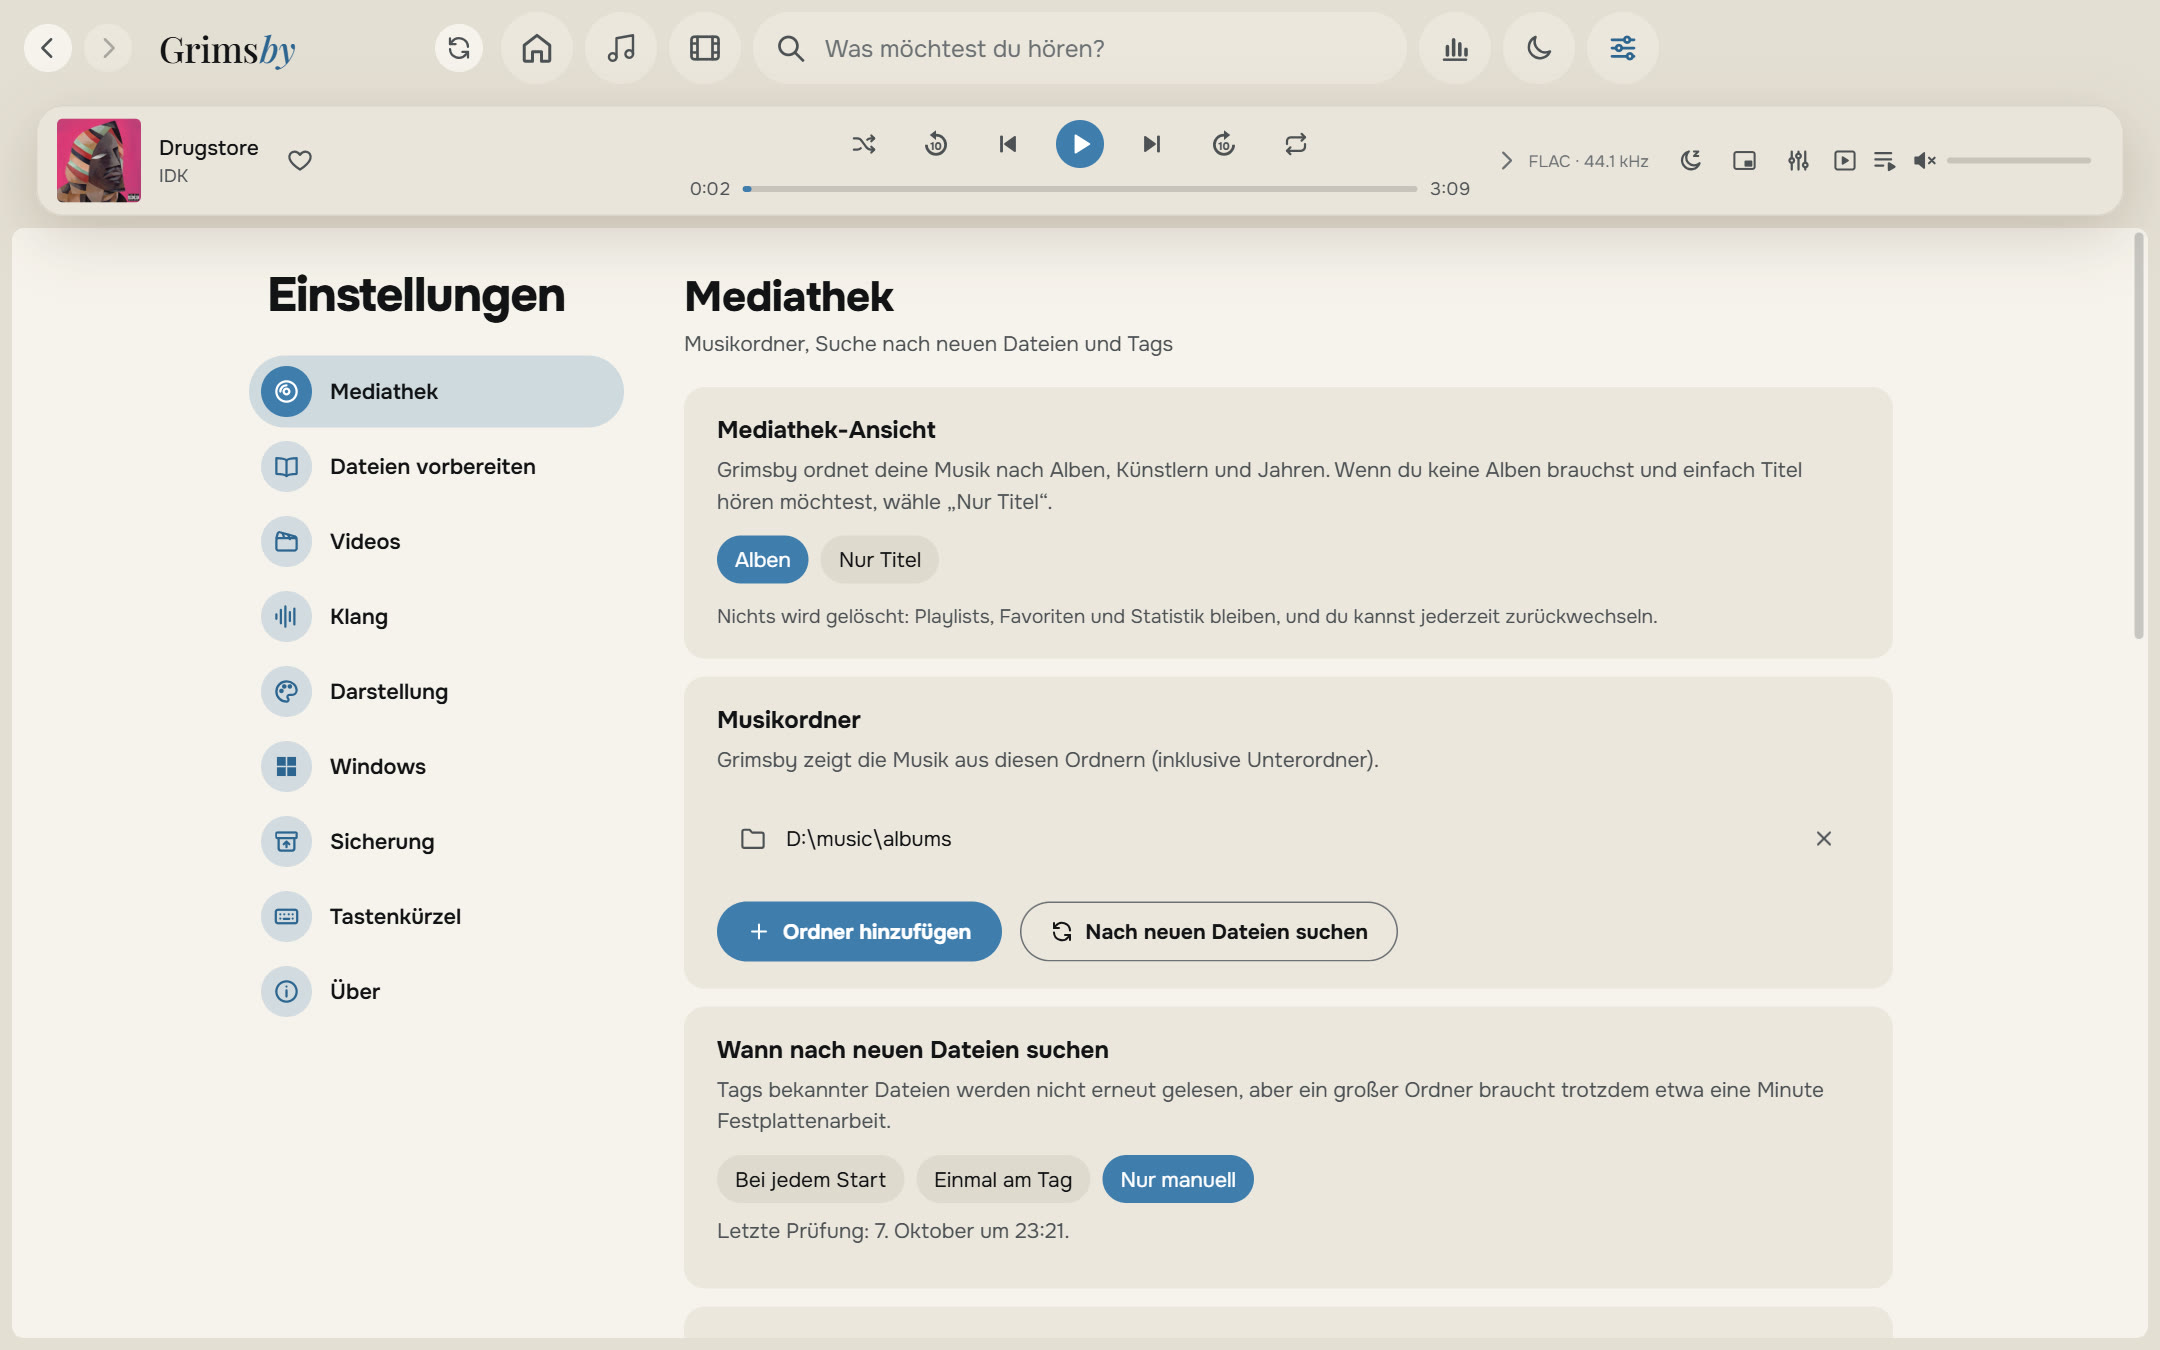 Grimsby
Was möchtest du hören?
Drugstore
IDK
10
10
0:02
3:09
FLAC · 44.1 kHz
Einstellungen
Mediathek
Dateien vorbereiten
Videos
Klang
Darstellung
Windows
Sicherung
Tastenkürzel
Über
Mediathek
Musikordner, Suche nach neuen Dateien und Tags
Mediathek-Ansicht
Grimsby ordnet deine Musik nach Alben, Künstlern und Jahren. Wenn du keine Alben brauchst und einfach Titel
hören möchtest, wähle „Nur Titel“.
Alben
Nur Titel
Nichts wird gelöscht: Playlists, Favoriten und Statistik bleiben, und du kannst jederzeit zurückwechseln.
Musikordner
Grimsby zeigt die Musik aus diesen Ordnern (inklusive Unterordner).
D:\music\albums
Ordner hinzufügen
Nach neuen Dateien suchen
Wann nach neuen Dateien suchen
Tags bekannter Dateien werden nicht erneut gelesen, aber ein großer Ordner braucht trotzdem etwa eine Minute
Festplattenarbeit.
Bei jedem Start
Einmal am Tag
Nur manuell
Letzte Prüfung: 7. Oktober um 23:21.